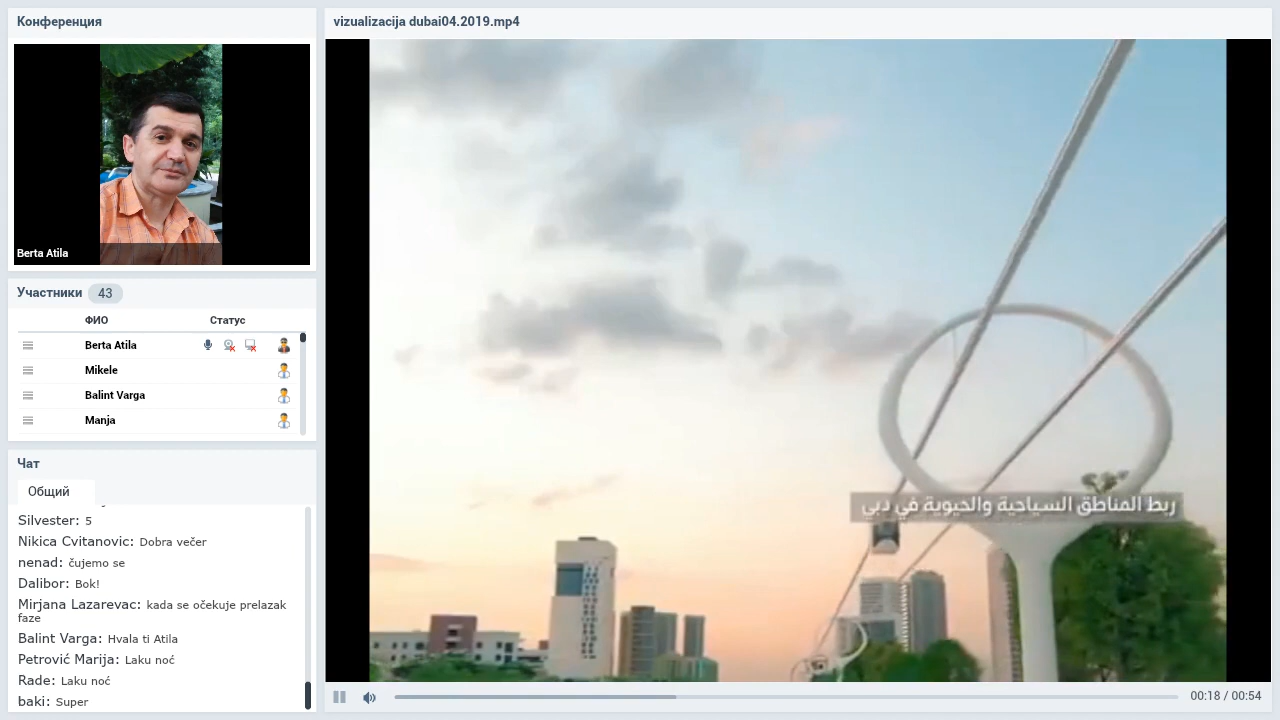 Конференция
Berta Atila
Участники 43
ФИО Статус
Berta Atila
Mikele
Balint Varga
Manja
Чат
Общий
Silvester: 5
Nikica Cvitanovic: Dobra večer
nenad: čujemo se
Dalibor: Bok!
Mirjana Lazarevac: kada se očekuje prelazak
faze
Balint Varga: Hvala ti Atila
Petrović Marija: Laku noć
Rade: Laku noć
baki: Super
vizualizacija dubai04.2019.mp4
ربط المناطق السياحية والحيوية في دبي
00:18 / 00:54